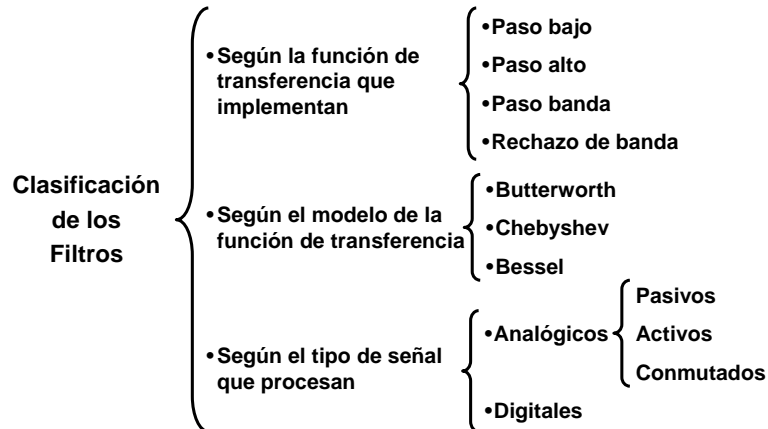 Clasificación
de los
Filtros
•Según la función de
transferencia que
implementan
•Paso bajo
•Paso alto
•Paso banda
•Rechazo de banda
•Según el modelo de la
función de transferencia
•Butterworth
•Chebyshev
•Bessel
•Según el tipo de señal
que procesan
•Analógicos
Pasivos
Activos
Conmutados
•Digitales